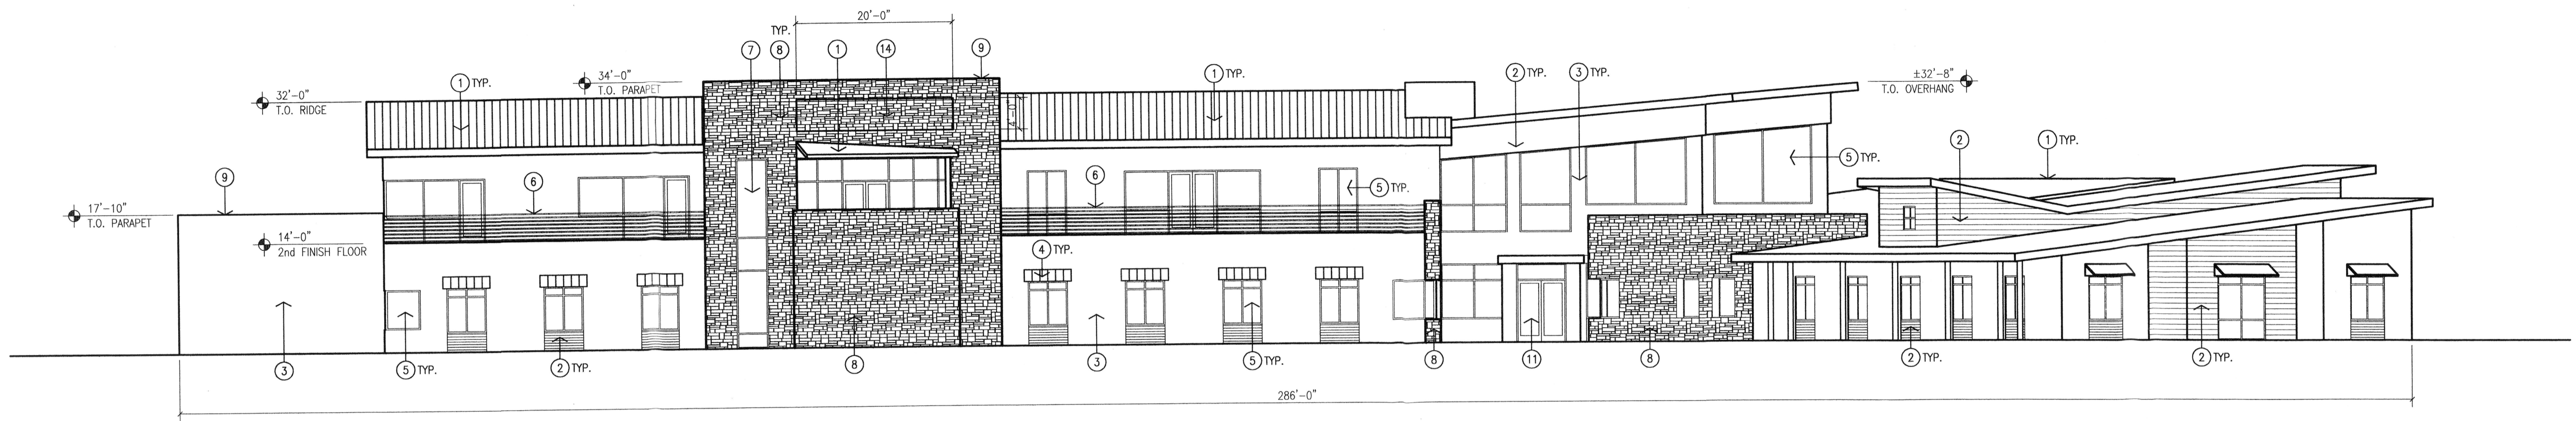 20'-0"
TYP.
7
8
1
14
9
1 TYP.
34'-0"
T.O. PARAPET
1 TYP.
2 TYP.
3 TYP.
±32'-8"
T.O. OVERHANG
32'-0"
T.O. RIDGE
4'-0"
2
1 TYP.
5 TYP.
9
6
6
5 TYP.
17'-10"
T.O. PARAPET
14'-0"
2nd FINISH FLOOR
4 TYP.
3
5 TYP.
2 TYP.
8
3
5 TYP.
8
11
8
2 TYP.
2 TYP.
286'-0"